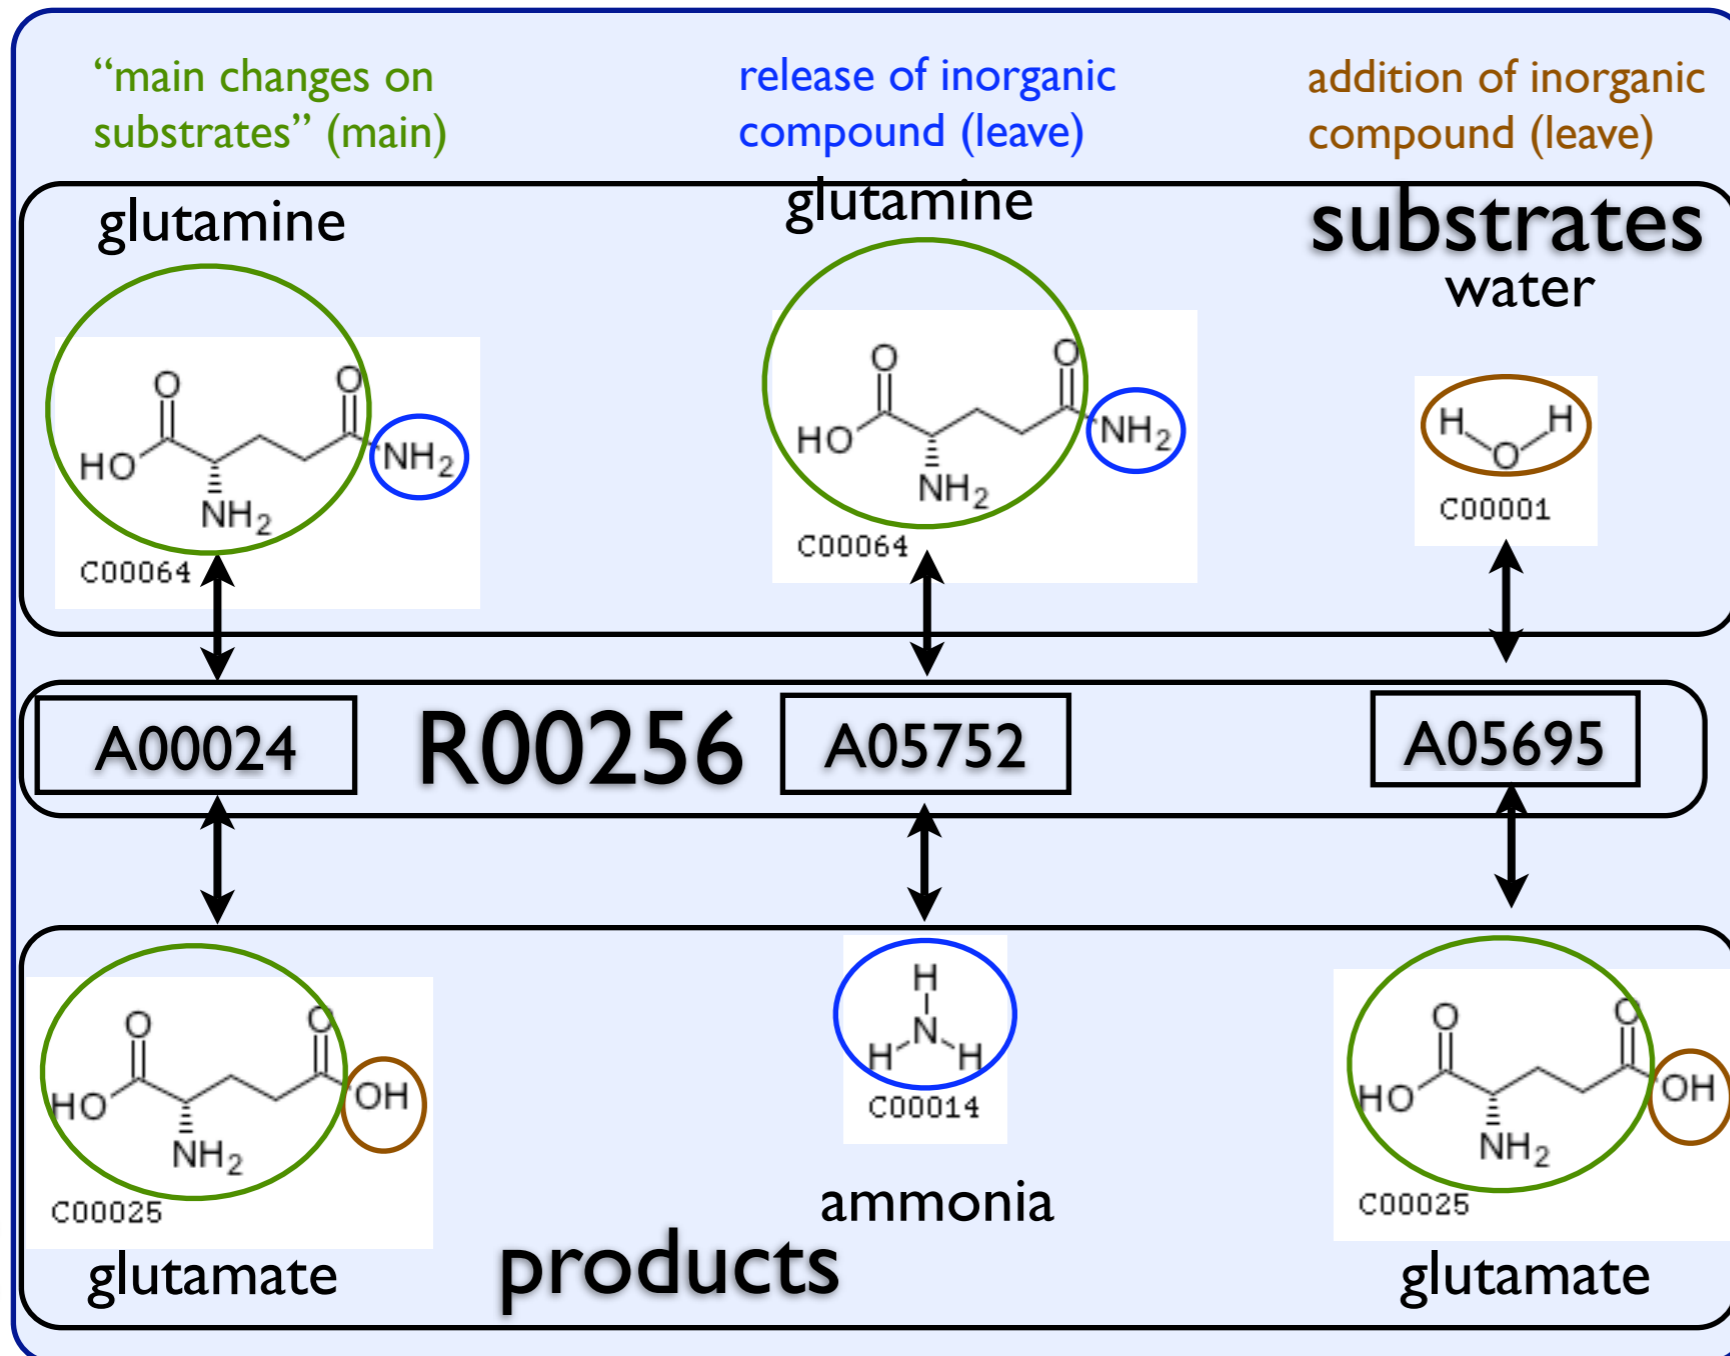 “main changes on
substrates” (main)
release of inorganic
compound (leave)
addition of inorganic
compound (leave)
glutamine
glutamine
substrates
water
O
O
HO
NH2
NH2
C00064
O
O
HO
NH2
NH2
C00064
H
H
O
C00001
A00024
R00256
A05752
A05695
O
O
HO
OH
NH2
C00025
glutamate
H
N
H
H
C00014
ammonia
products
O
O
HO
OH
NH2
C00025
glutamate